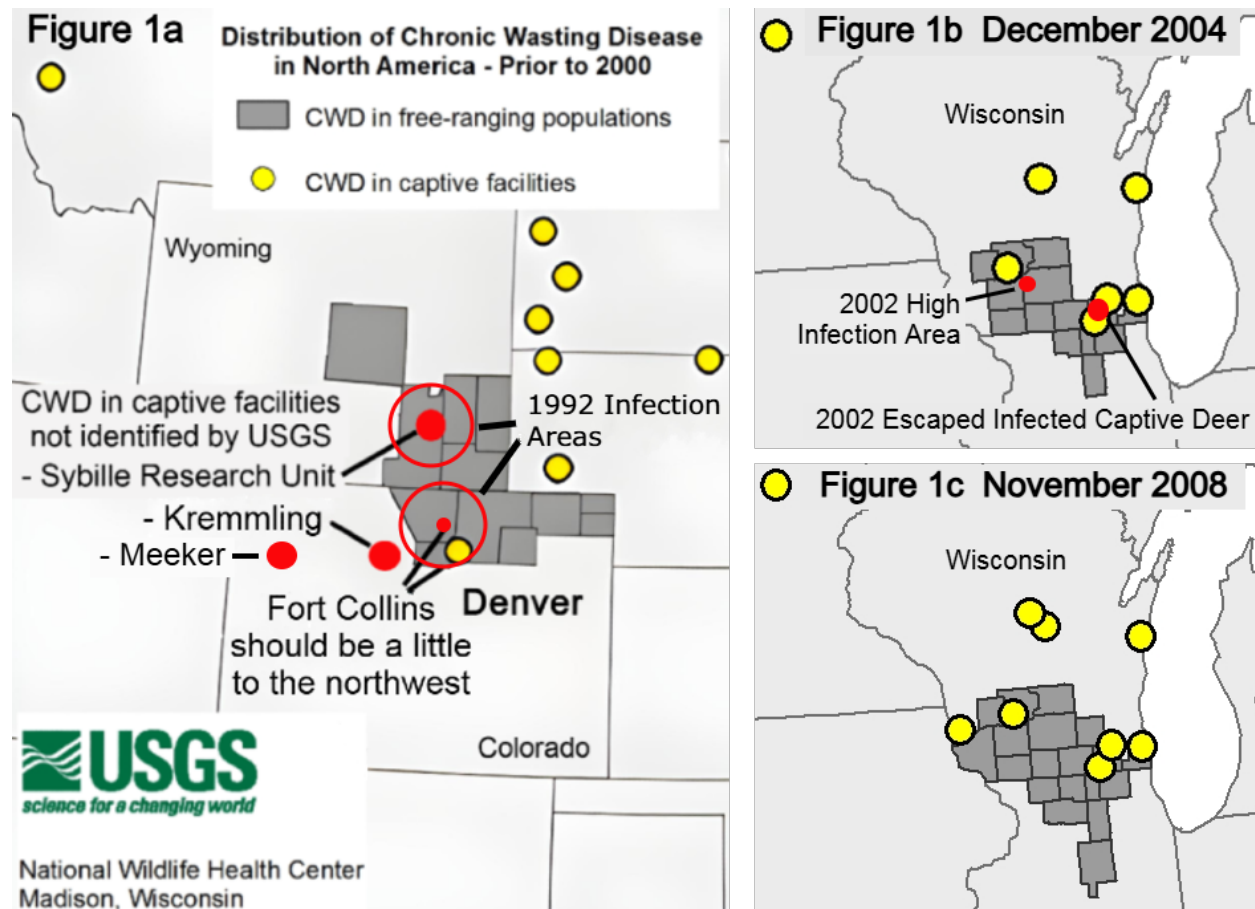 Figure 1a
Distribution of Chronic Wasting Disease
in North America - Prior to 2000
CWD in free-ranging populations
CWD in captive facilities
Wyoming
CWD in captive facilities
not identified by USGS
- Sybille Research Unit
1992 Infection
Areas
- Kremmling
- Meeker
Fort Collins
should be a little
to the northwest
Denver
Colorado
USGS
science for a changing world
National Wildlife Health Center
Madison, Wisconsin
Figure 1b December 2004
Wisconsin
2002 High
Infection Area
2002 Escaped Infected Captive Deer
Figure 1c November 2008
Wisconsin